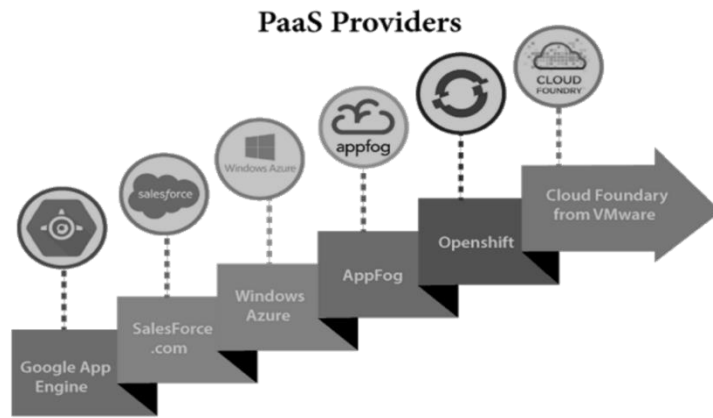 PaaS Providers
CLOUD
FOUNDRY
appfog
Windows Azure
salesforce
Cloud Foundary
from VMware
Openshift
AppFog
Windows
Azure
SalesForce
.com
Google App
Engine